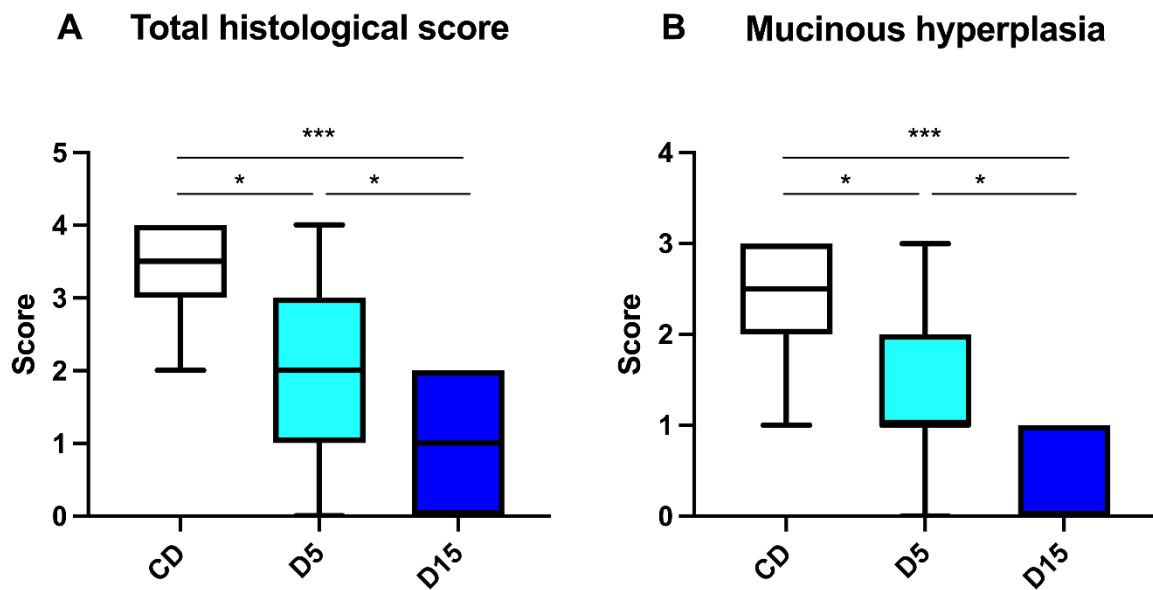 A Total histological score
***
* *
5
4
3
2
1
0
Score
CD D5 D15
B Mucinous hyperplasia
***
* *
4
3
2
1
0
Score
CD D5 D15